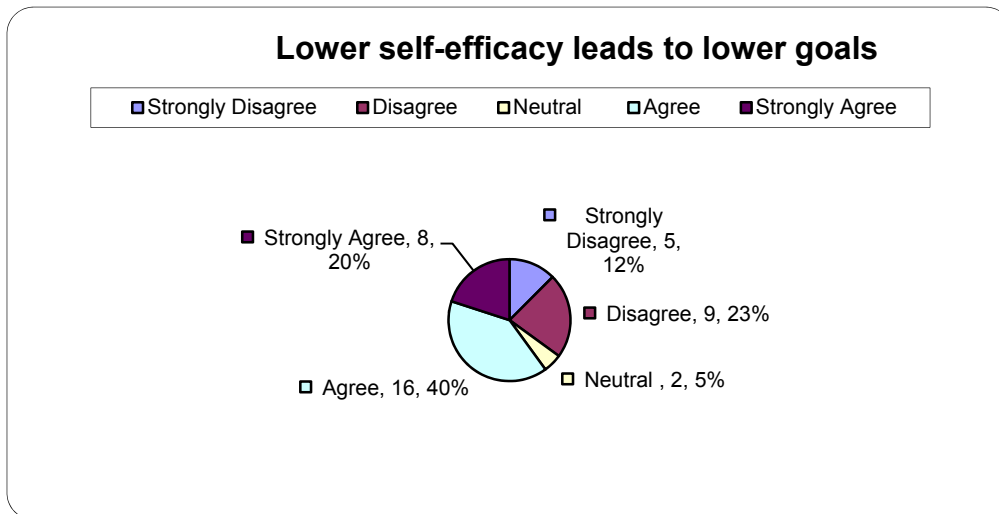 Lower self-efficacy leads to lower goals
Strongly Disagree Disagree Neutral Agree Strongly Agree
Strongly
Disagree, 5,
12%
Strongly Agree, 8,
20%
Disagree, 9, 23%
Neutral , 2, 5%
Agree, 16, 40%